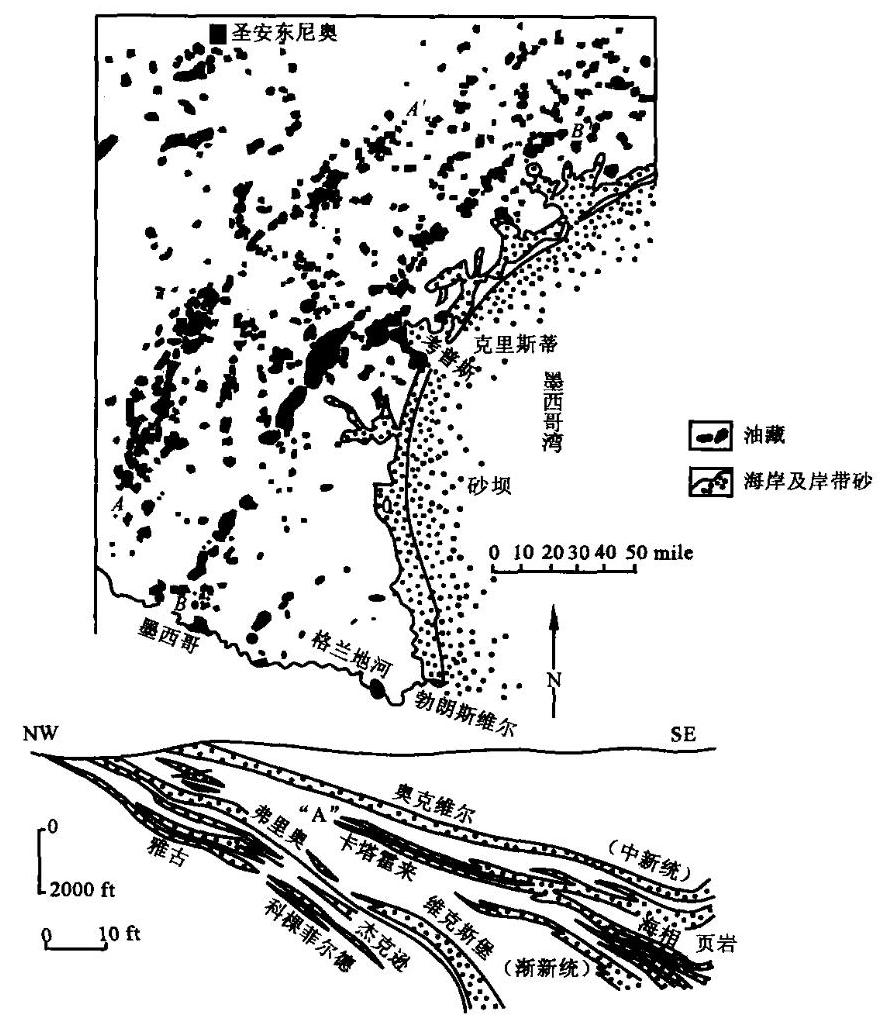 圣安东尼奥
A′
B′
克里斯蒂
考普斯
墨西哥湾
油藏
砂坝
海岸及岸带砂
A
0 10 20 30 40 50 mile
B
墨西哥
格兰地河
N
勃朗斯维尔
NW
SE
奥克维尔
“A”
弗里奥
(中新统)
0
卡塔霍来
雅古
2000 ft
维克斯堡
海相 页岩
科棵菲尔德
杰克逊
(渐新统)
0 10 ft